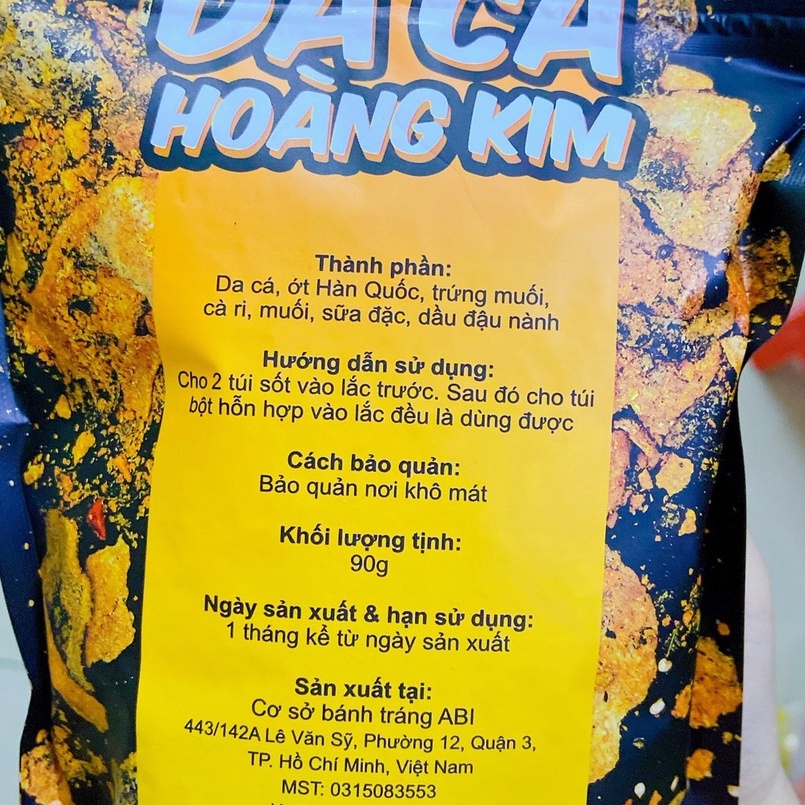 DA CÁ
HOÀNG KIM
Thành phần:
Da cá, ớt Hàn Quốc, trứng muối,
cà ri, muối, sữa đặc, dầu đậu nành
Hướng dẫn sử dụng:
Cho 2 túi sốt vào lắc trước. Sau đó cho túi
bột hỗn hợp vào lắc đều là dùng được
Cách bảo quản:
Bảo quản nơi khô mát
Khối lượng tịnh:
90g
Ngày sản xuất & hạn sử dụng:
1 tháng kể từ ngày sản xuất
Sản xuất tại:
Cơ sở bánh tráng ABI
443/142A Lê Văn Sỹ, Phường 12, Quận 3,
TP. Hồ Chí Minh, Việt Nam
MST: 0315083553